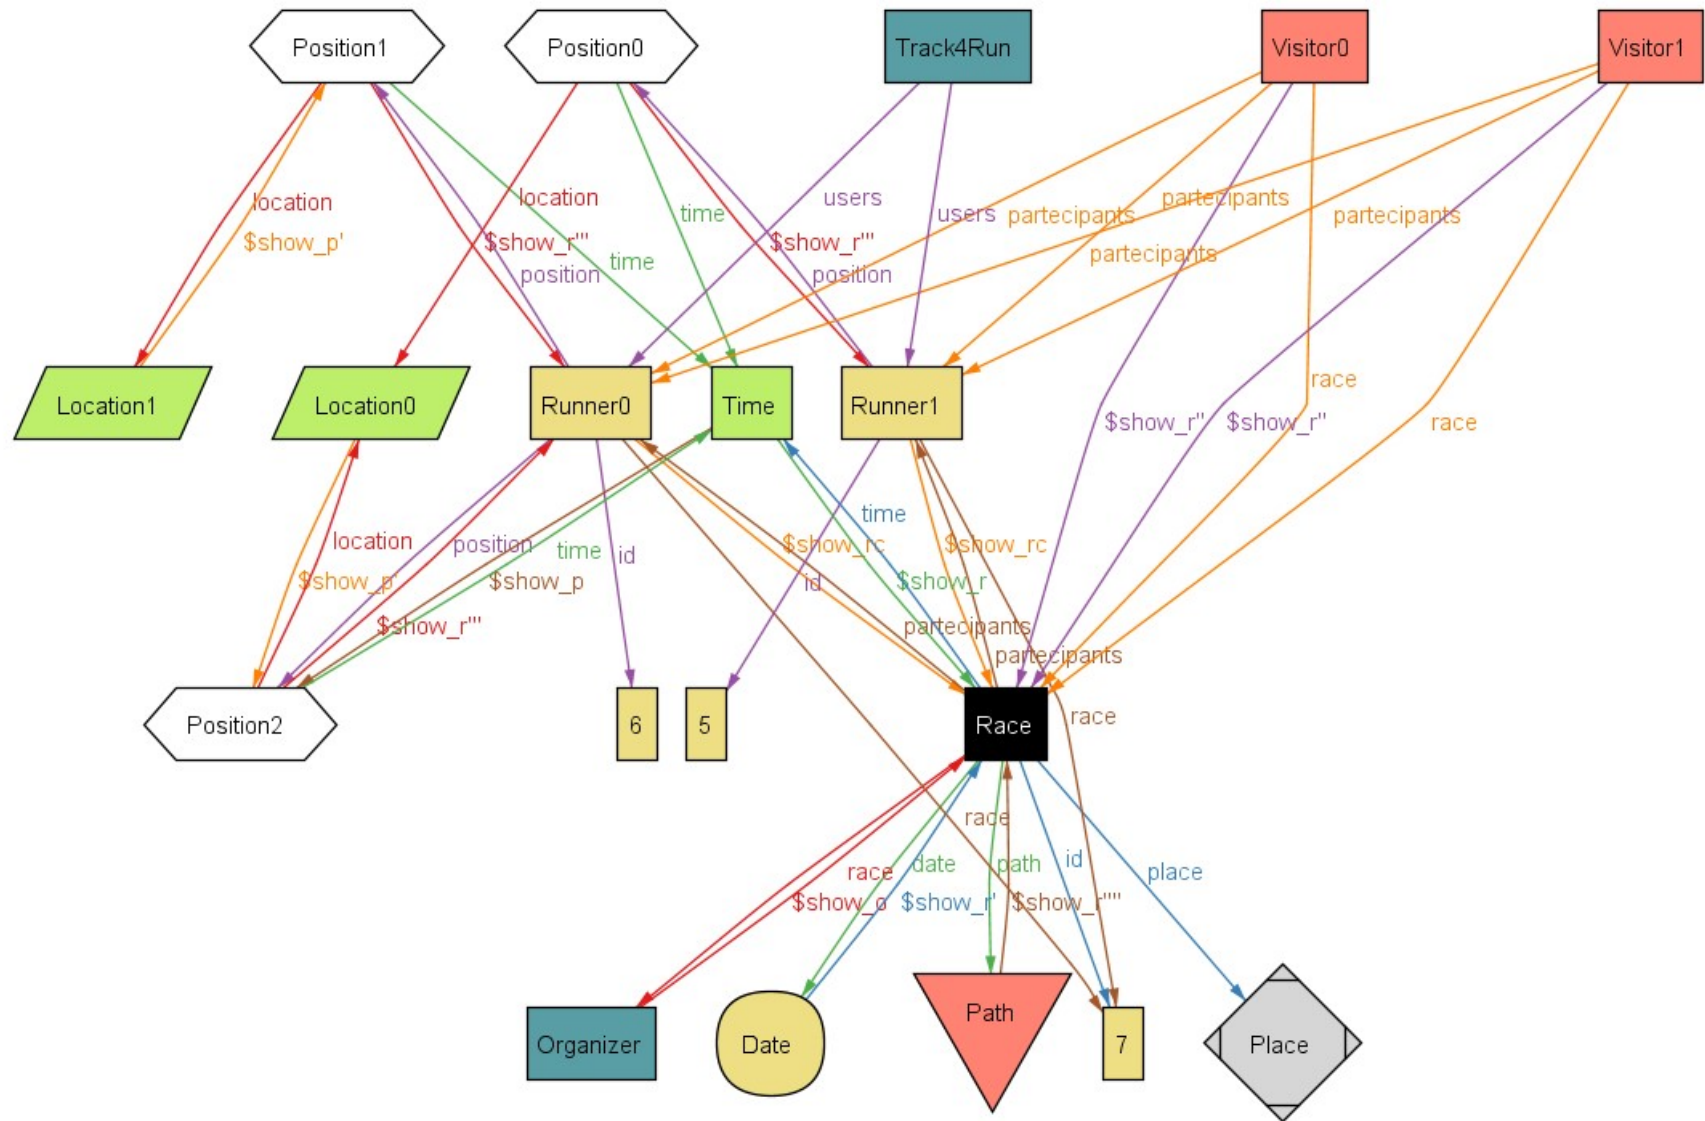 Position1
Position0
Track4Run
Visitor0
Visitor1
location
$show_p'
location
$show_r'''
position
time
time
$show_r'''
position
users
users
partecipants
partecipants
partecipants
partecipants
Location1
Location0
Runner0
Time
Runner1
race
$show_r''
$show_r''
race
location
$show_p'
position
time
$show_p
$show_r'''
id
time
$show_rc
$show_rc
id
$show_r
partecipants
partecipants
Position2
6
5
Race
race
race
race
$show_o
date
$show_r'
path
$show_r''''
id
place
Organizer
Date
Path
7
Place